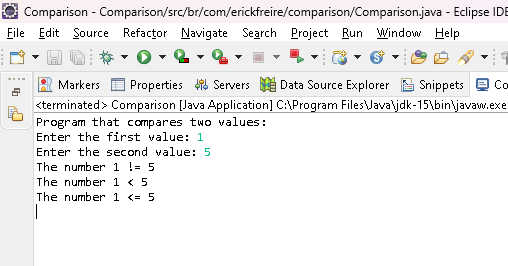 Comparison - Comparison/src/br/com/erickfreire/comparison/Comparison.java - Eclipse IDE
File Edit Source Refactor Navigate Search Project Run Window Help
Markers Properties Servers Data Source Explorer Snippets
<terminated> Comparison [Java Application] C:\Program Files\Java\jdk-15\bin\javaw.exe
Program that compares two values:
Enter the first value: 1
Enter the second value: 5
The number 1 != 5
The number 1 < 5
The number 1 <= 5